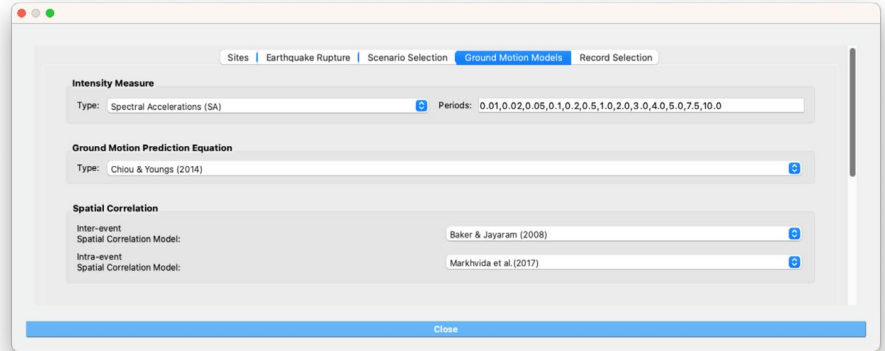 Sites Earthquake Rupture Scenario Selection Ground Motion Models Record Selection
Intensity Measure
Type: Spectral Accelerations (SA) Periods: 0.01,0.02,0.05,0.1,0.2,0.5,1.0,2.0,3.0,4.0,5.0,7.5,10.0
Ground Motion Prediction Equation
Type: Chiou & Youngs (2014)
Spatial Correlation
Inter-event
Spatial Correlation Model: Baker & Jayaram (2008)
Intra-event
Spatial Correlation Model: Markhvida et al.(2017)
Close